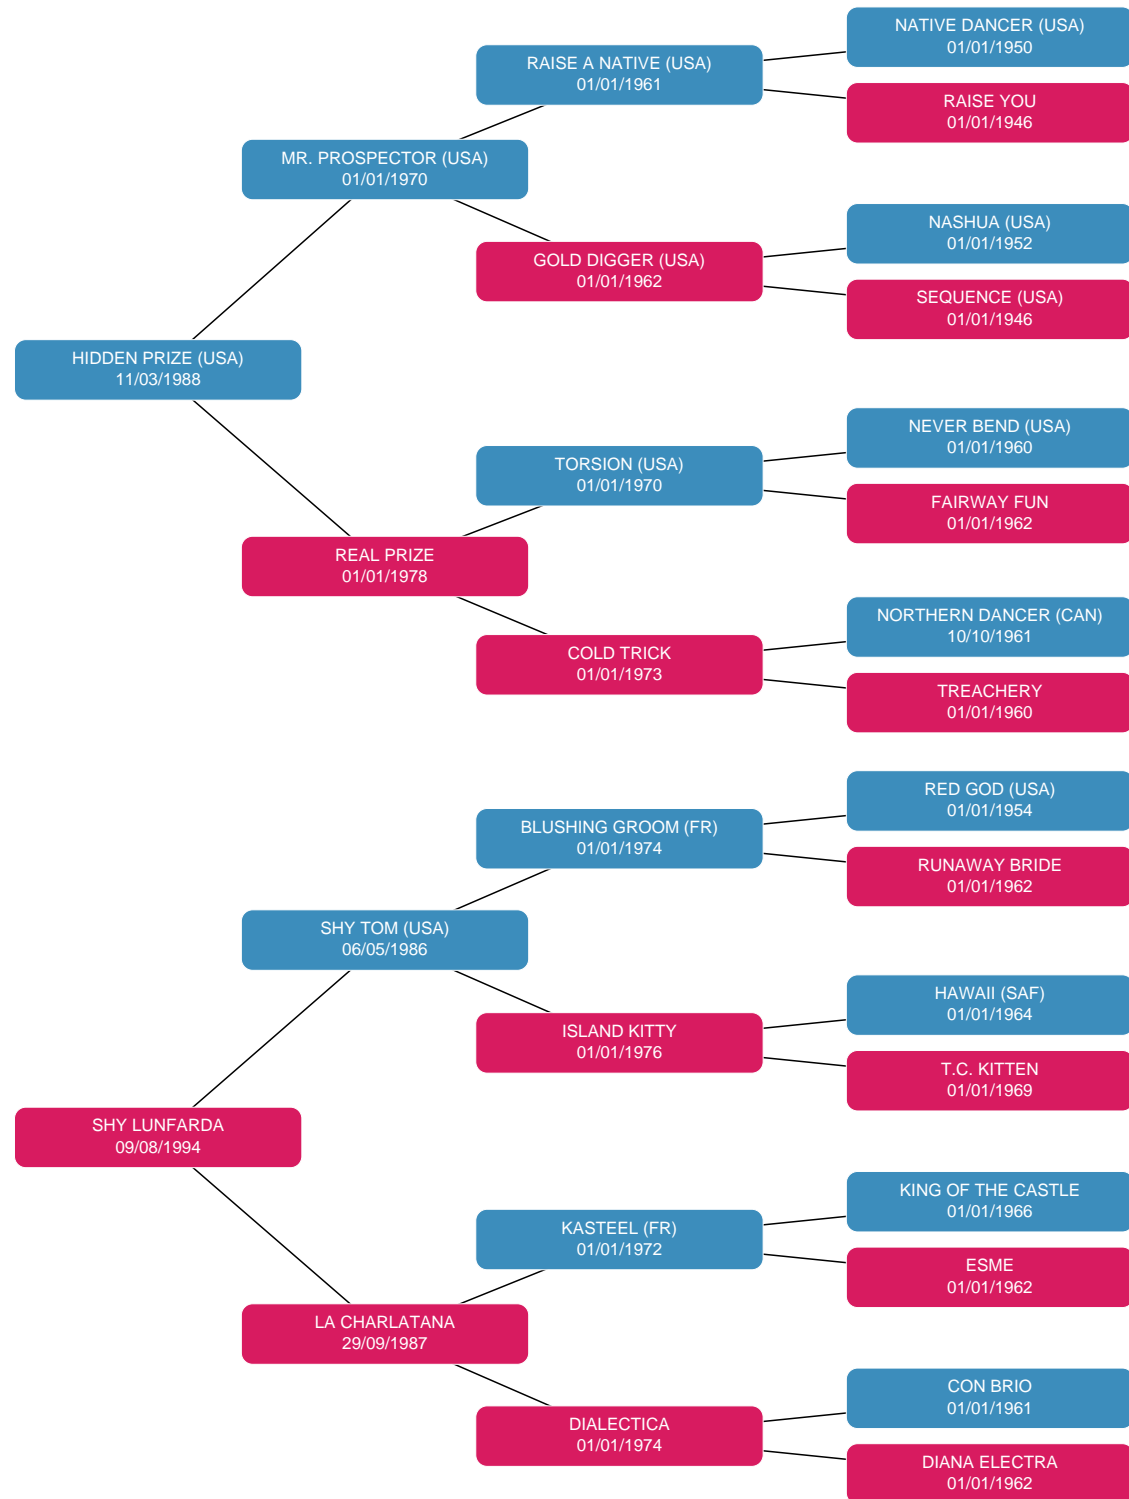 NATIVE DANCER (USA)
01/01/1950
RAISE A NATIVE (USA)
01/01/1961
RAISE YOU
01/01/1946
MR. PROSPECTOR (USA)
01/01/1970
NASHUA (USA)
01/01/1952
GOLD DIGGER (USA)
01/01/1962
SEQUENCE (USA)
01/01/1946
HIDDEN PRIZE (USA)
11/03/1988
NEVER BEND (USA)
01/01/1960
TORSION (USA)
01/01/1970
FAIRWAY FUN
01/01/1962
REAL PRIZE
01/01/1978
NORTHERN DANCER (CAN)
10/10/1961
COLD TRICK
01/01/1973
TREACHERY
01/01/1960
RED GOD (USA)
01/01/1954
BLUSHING GROOM (FR)
01/01/1974
RUNAWAY BRIDE
01/01/1962
SHY TOM (USA)
06/05/1986
HAWAII (SAF)
01/01/1964
ISLAND KITTY
01/01/1976
T.C. KITTEN
01/01/1969
SHY LUNFARDA
09/08/1994
KING OF THE CASTLE
01/01/1966
KASTEEL (FR)
01/01/1972
ESME
01/01/1962
LA CHARLATANA
29/09/1987
CON BRIO
01/01/1961
DIALECTICA
01/01/1974
DIANA ELECTRA
01/01/1962